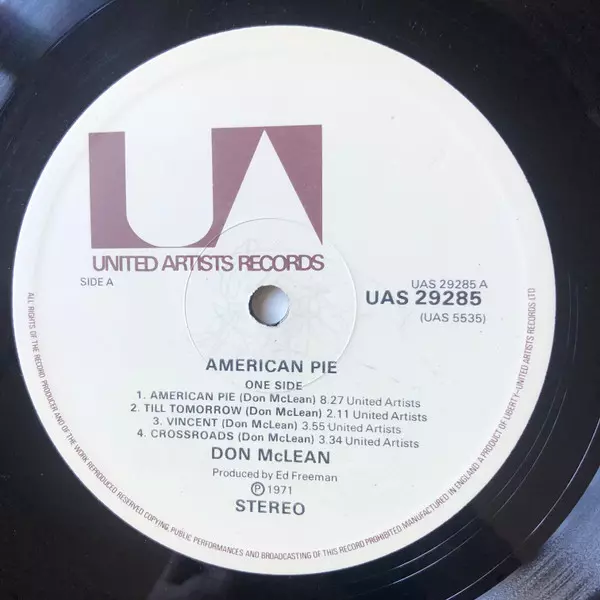 UA
UNITED ARTISTS RECORDS
SIDE A
UAS 29285 A
UAS 29285
(UAS 5535)
AMERICAN PIE
ONE SIDE
1. AMERICAN PIE (Don McLean) 8.27 United Artists
2. TILL TOMORROW (Don McLean) 2.11 United Artists
3. VINCENT (Don McLean) 3.55 United Artists
4. CROSSROADS (Don McLean) 3.34 United Artists
DON McLEAN
Produced by Ed Freeman
Ⓟ 1971
STEREO
ALL RIGHTS OF THE RECORD PRODUCER AND OF THE OWNER OF THE WORK REPRODUCED RESERVED COPYING, PUBLIC PERFORMANCES AND BROADCASTING OF THIS RECORD PROHIBITED MANUFACTURED IN ENGLAND A PRODUCT OF LIBERTY-UNITED ARTISTS RECORDS LTD